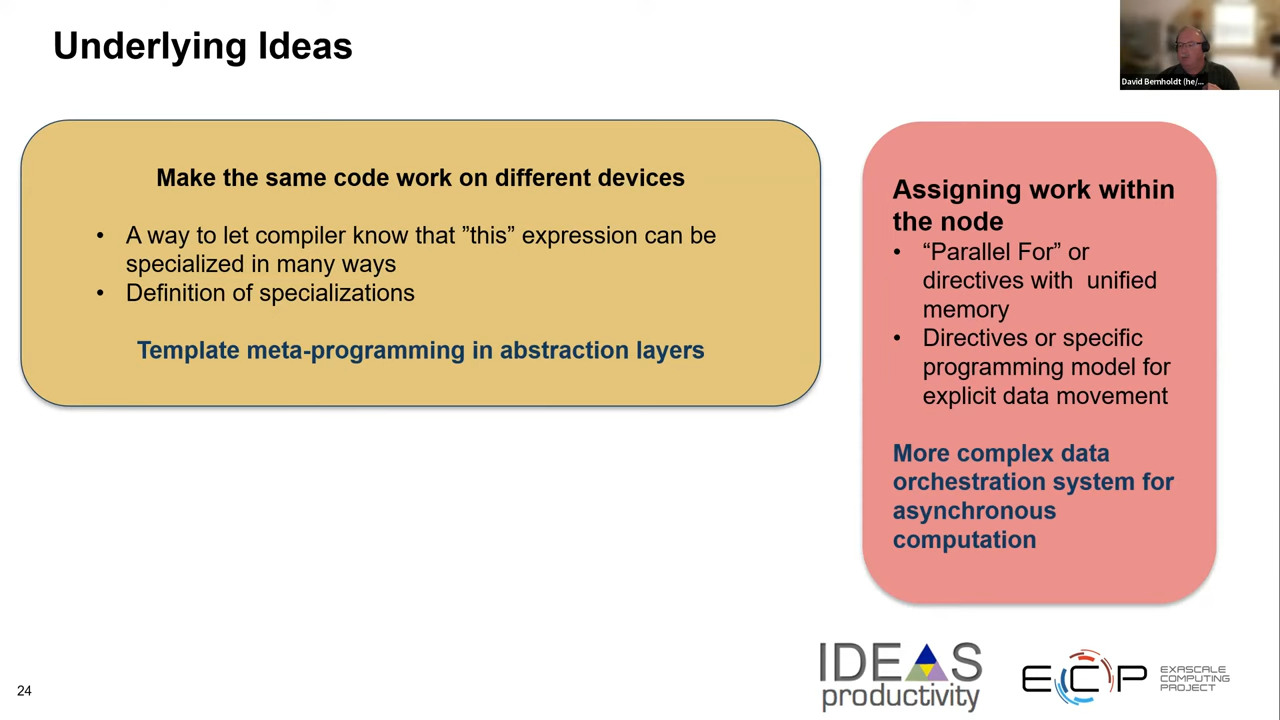 Underlying Ideas
David Bernholdt (he/...
Make the same code work on different devices
• A way to let compiler know that ”this” expression can be
specialized in many ways
• Definition of specializations
Template meta-programming in abstraction layers
Assigning work within
the node
• “Parallel For” or
directives with  unified
memory
• Directives or specific
programming model for
explicit data movement
More complex data
orchestration system for
asynchronous
computation
24
IDEAS
productivity
ECP
EXASCALE
COMPUTING
PROJECT